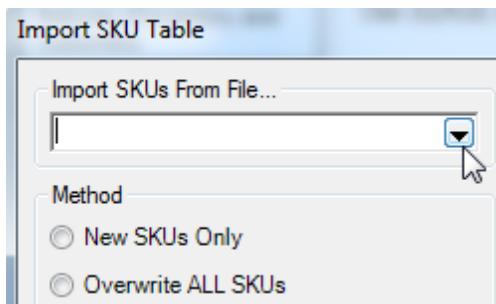 Import SKU Table
Import SKUs From File...
Method
New SKUs Only
Overwrite ALL SKUs